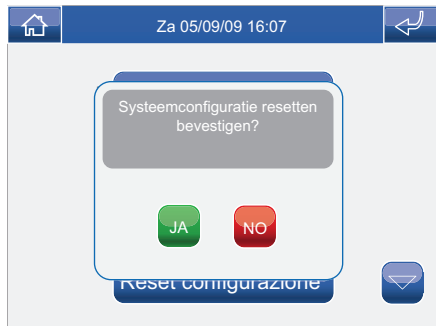 Za 05/09/09 16:07
Systeemconfiguratie resetten
bevestigen?
JA NO
Reset configurazione